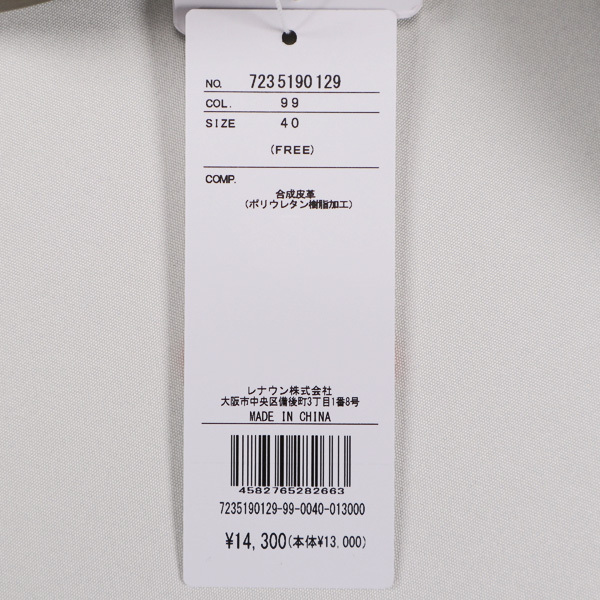 NO. 7235190129
COL. 99
SIZE 40
(FREE)
COMP.
合成皮革
(ポリウレタン樹脂加工)
レナウン株式会社
大阪市中央区備後町3丁目1番8号
MADE IN CHINA
4582765282663
7235190129-99-0040-013000
¥14,300(本体¥13,000)